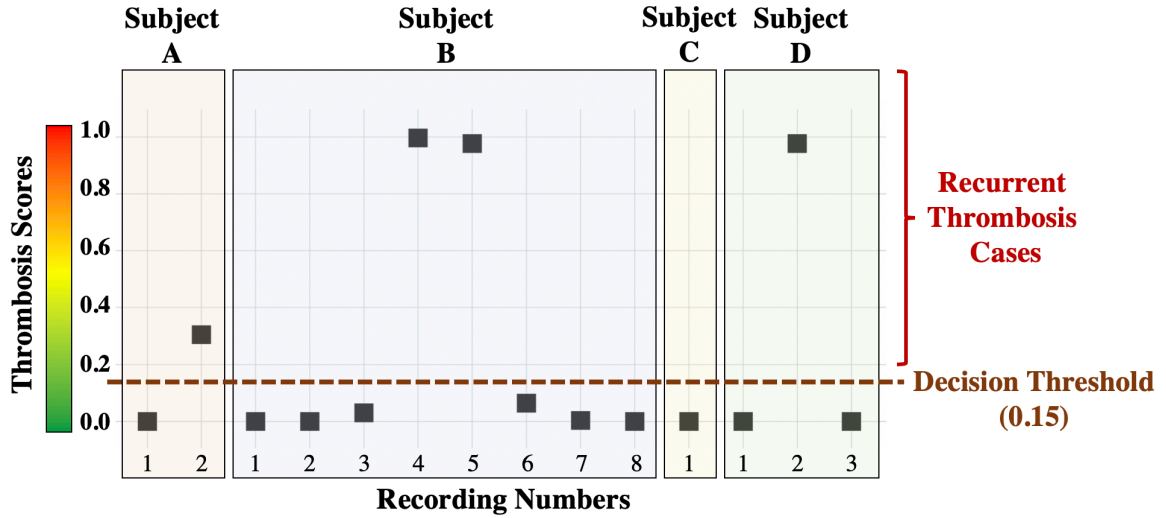 Subject
A
Subject
B
Subject
C
Subject
D
Thrombosis Scores
1.0
0.8
0.6
0.4
0.2
0.0
Recurrent
Thrombosis
Cases
Decision Threshold
(0.15)
1 2 1 2 3 4 5 6 7 8 1 1 2 3
Recording Numbers